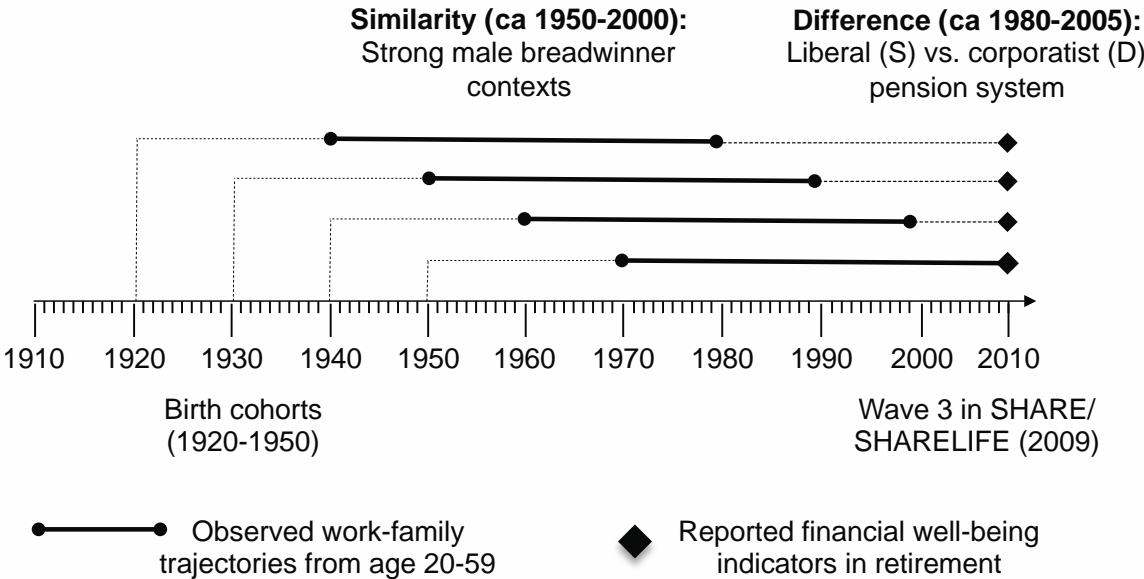 Similarity (ca 1950-2000):
Strong male breadwinner
contexts
Difference (ca 1980-2005):
Liberal (S) vs. corporatist (D)
pension system
1910 1920 1930 1940 1950 1960 1970 1980 1990 2000 2010
Birth cohorts
(1920-1950)
Wave 3 in SHARE/
SHARELIFE (2009)
Observed work-family
trajectories from age 20-59
Reported financial well-being
indicators in retirement